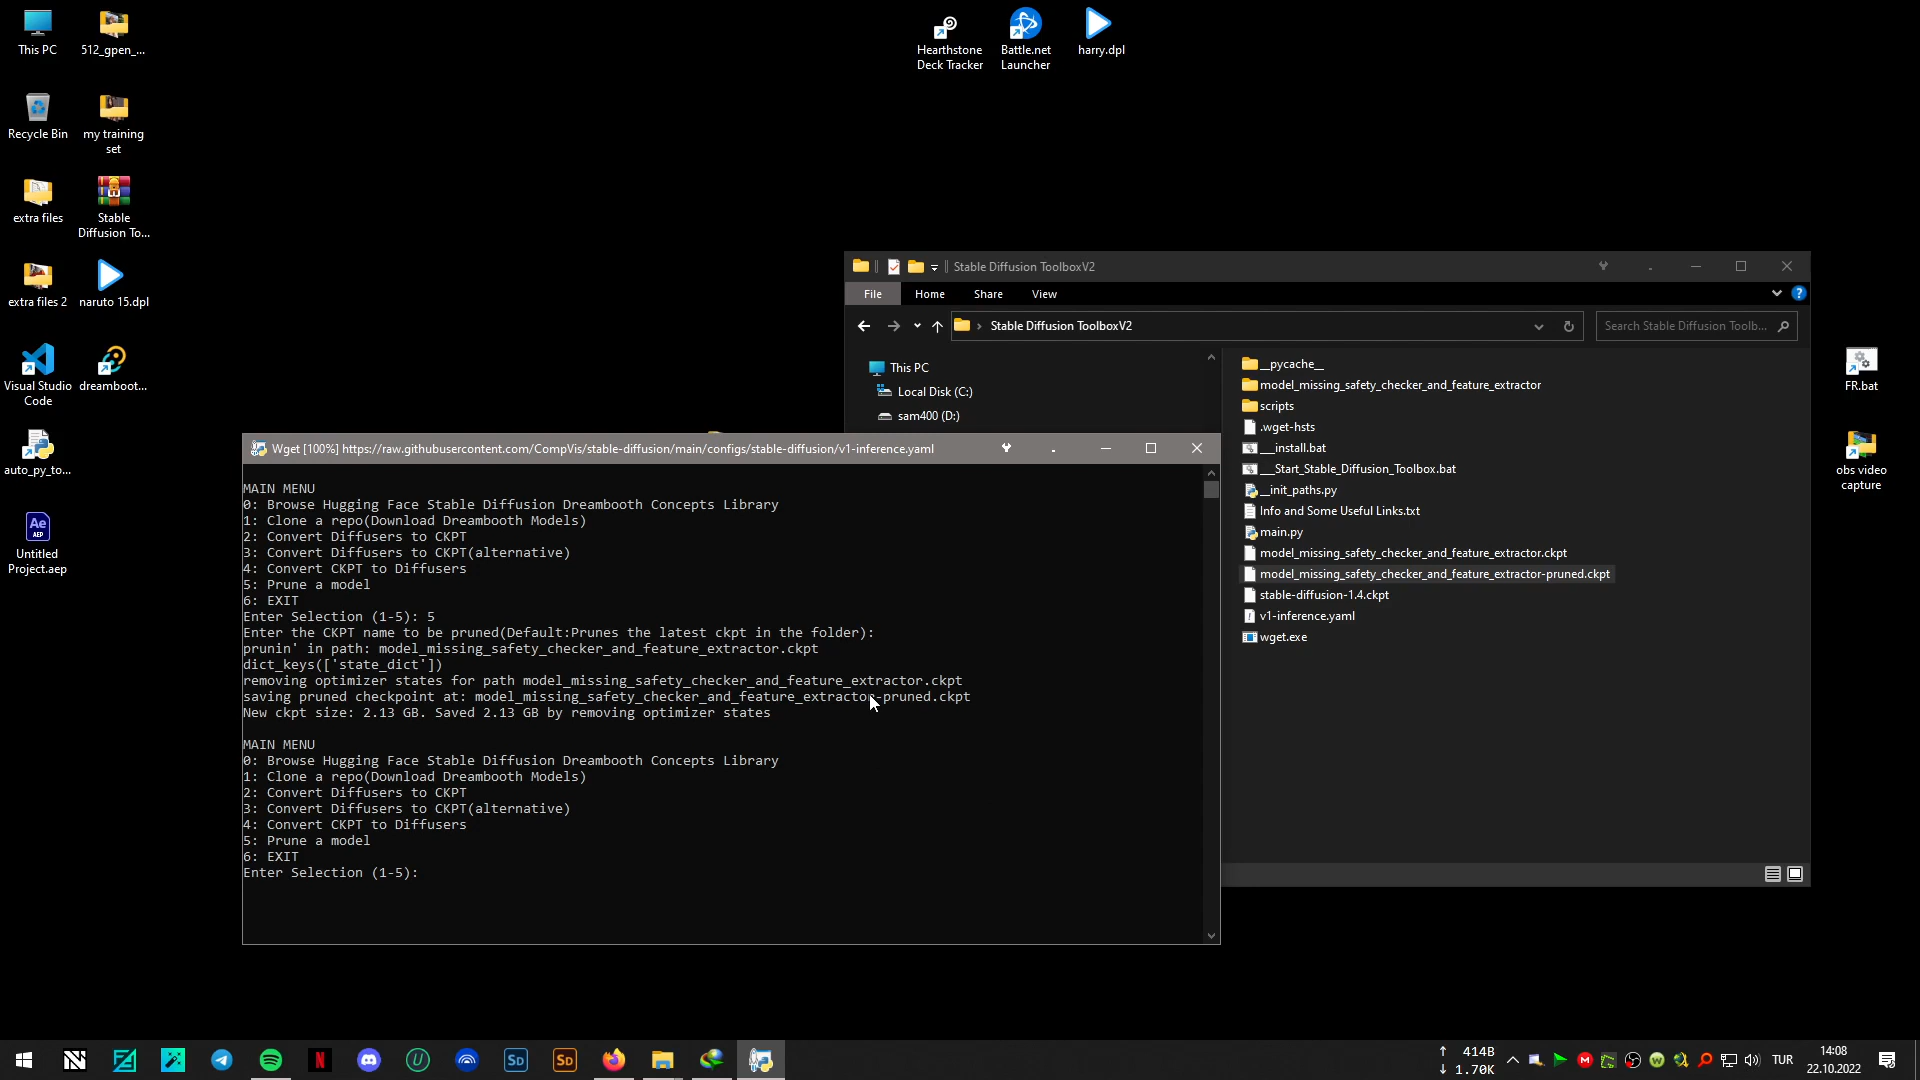 This PC
512_gpen_...
Recycle Bin
my training
set
extra files
Stable
Diffusion To...
extra files 2
naruto 15.dpl
Visual Studio
Code
dreamboot...
auto_py_to...
Ae
AEP
Untitled
Project.aep
Hearthstone
Deck Tracker
Battle.net
Launcher
harry.dpl
FR.bat
obs video
capture
Stable Diffusion ToolboxV2
File
Home
Share
View
Stable Diffusion ToolboxV2
Search Stable Diffusion Toolb...
This PC
Local Disk (C:)
sam400 (D:)
__pycache__
model_missing_safety_checker_and_feature_extractor
scripts
.wget-hsts
__install.bat
__Start_Stable_Diffusion_Toolbox.bat
__init_paths.py
Info and Some Useful Links.txt
main.py
model_missing_safety_checker_and_feature_extractor.ckpt
model_missing_safety_checker_and_feature_extractor-pruned.ckpt
stable-diffusion-1.4.ckpt
v1-inference.yaml
wget.exe
Wget [100%] https://raw.githubusercontent.com/CompVis/stable-diffusion/main/configs/stable-diffusion/v1-inference.yaml
MAIN MENU
0: Browse Hugging Face Stable Diffusion Dreambooth Concepts Library
1: Clone a repo(Download Dreambooth Models)
2: Convert Diffusers to CKPT
3: Convert Diffusers to CKPT(alternative)
4: Convert CKPT to Diffusers
5: Prune a model
6: EXIT
Enter Selection (1-5): 5
Enter the CKPT name to be pruned(Default:Prunes the latest ckpt in the folder):
prunin' in path: model_missing_safety_checker_and_feature_extractor.ckpt
dict_keys(['state_dict'])
removing optimizer states for path model_missing_safety_checker_and_feature_extractor.ckpt
saving pruned checkpoint at: model_missing_safety_checker_and_feature_extractor-pruned.ckpt
New ckpt size: 2.13 GB. Saved 2.13 GB by removing optimizer states
MAIN MENU
0: Browse Hugging Face Stable Diffusion Dreambooth Concepts Library
1: Clone a repo(Download Dreambooth Models)
2: Convert Diffusers to CKPT
3: Convert Diffusers to CKPT(alternative)
4: Convert CKPT to Diffusers
5: Prune a model
6: EXIT
Enter Selection (1-5):
Sd
Sd
414B
1.70K
TUR
14:08
22.10.2022